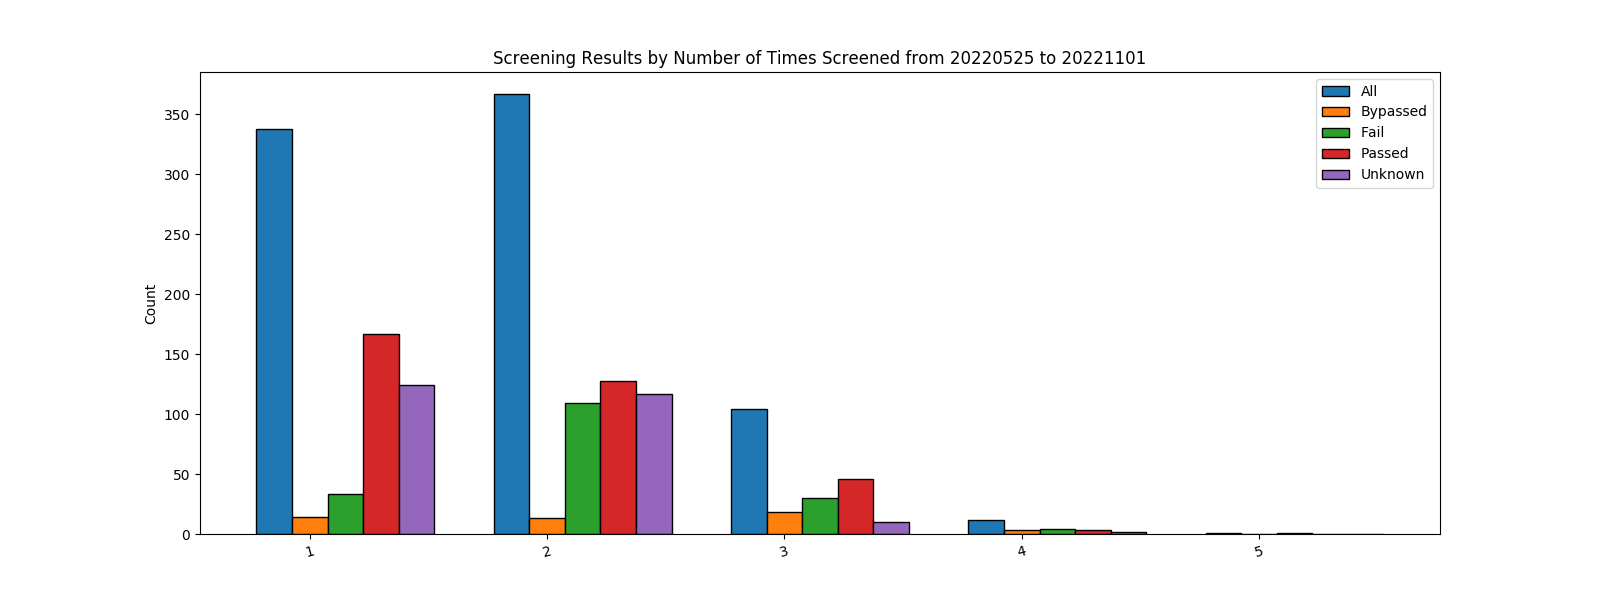 Screening Results by Number of Times Screened from 20220525 to 20221101
All
Bypassed
Fail
Passed
Unknown
Count
350
300
250
200
150
100
50
0
1
2
3
4
5